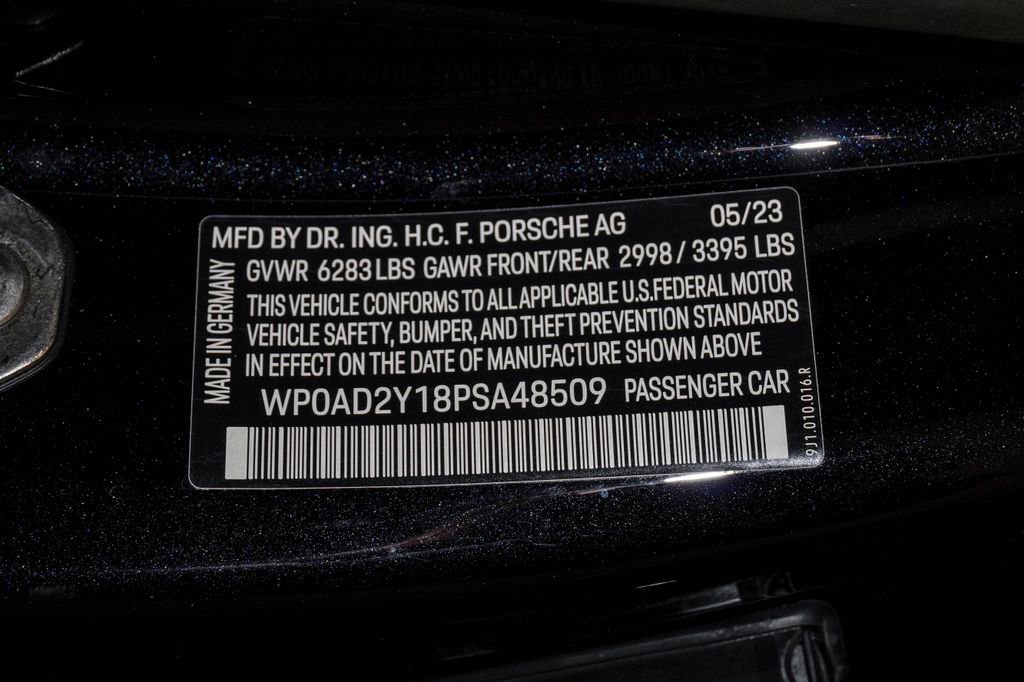 MFD BY DR. ING. H.C. F. PORSCHE AG 05/23
GVWR 6283 LBS GAWR FRONT/REAR 2998 / 3395 LBS
THIS VEHICLE CONFORMS TO ALL APPLICABLE U.S.FEDERAL MOTOR
VEHICLE SAFETY, BUMPER, AND THEFT PREVENTION STANDARDS
IN EFFECT ON THE DATE OF MANUFACTURE SHOWN ABOVE
WP0AD2Y18PSA48509 PASSENGER CAR
MADE IN GERMANY
9J1.010.016.R